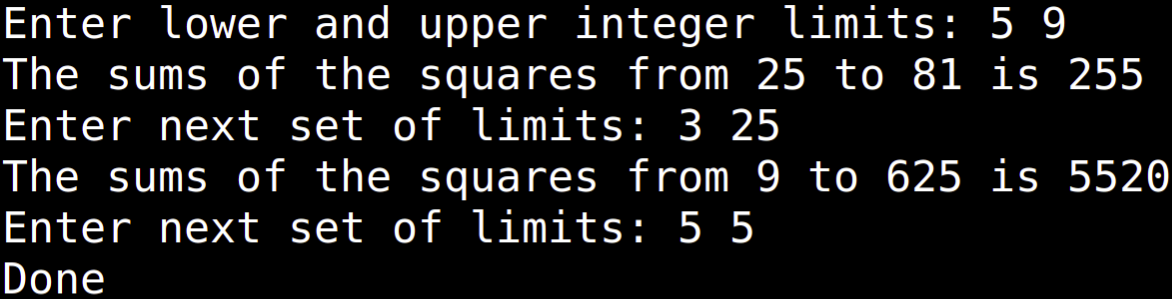 Enter lower and upper integer limits: 5 9
The sums of the squares from 25 to 81 is 255
Enter next set of limits: 3 25
The sums of the squares from 9 to 625 is 5520
Enter next set of limits: 5 5
Done